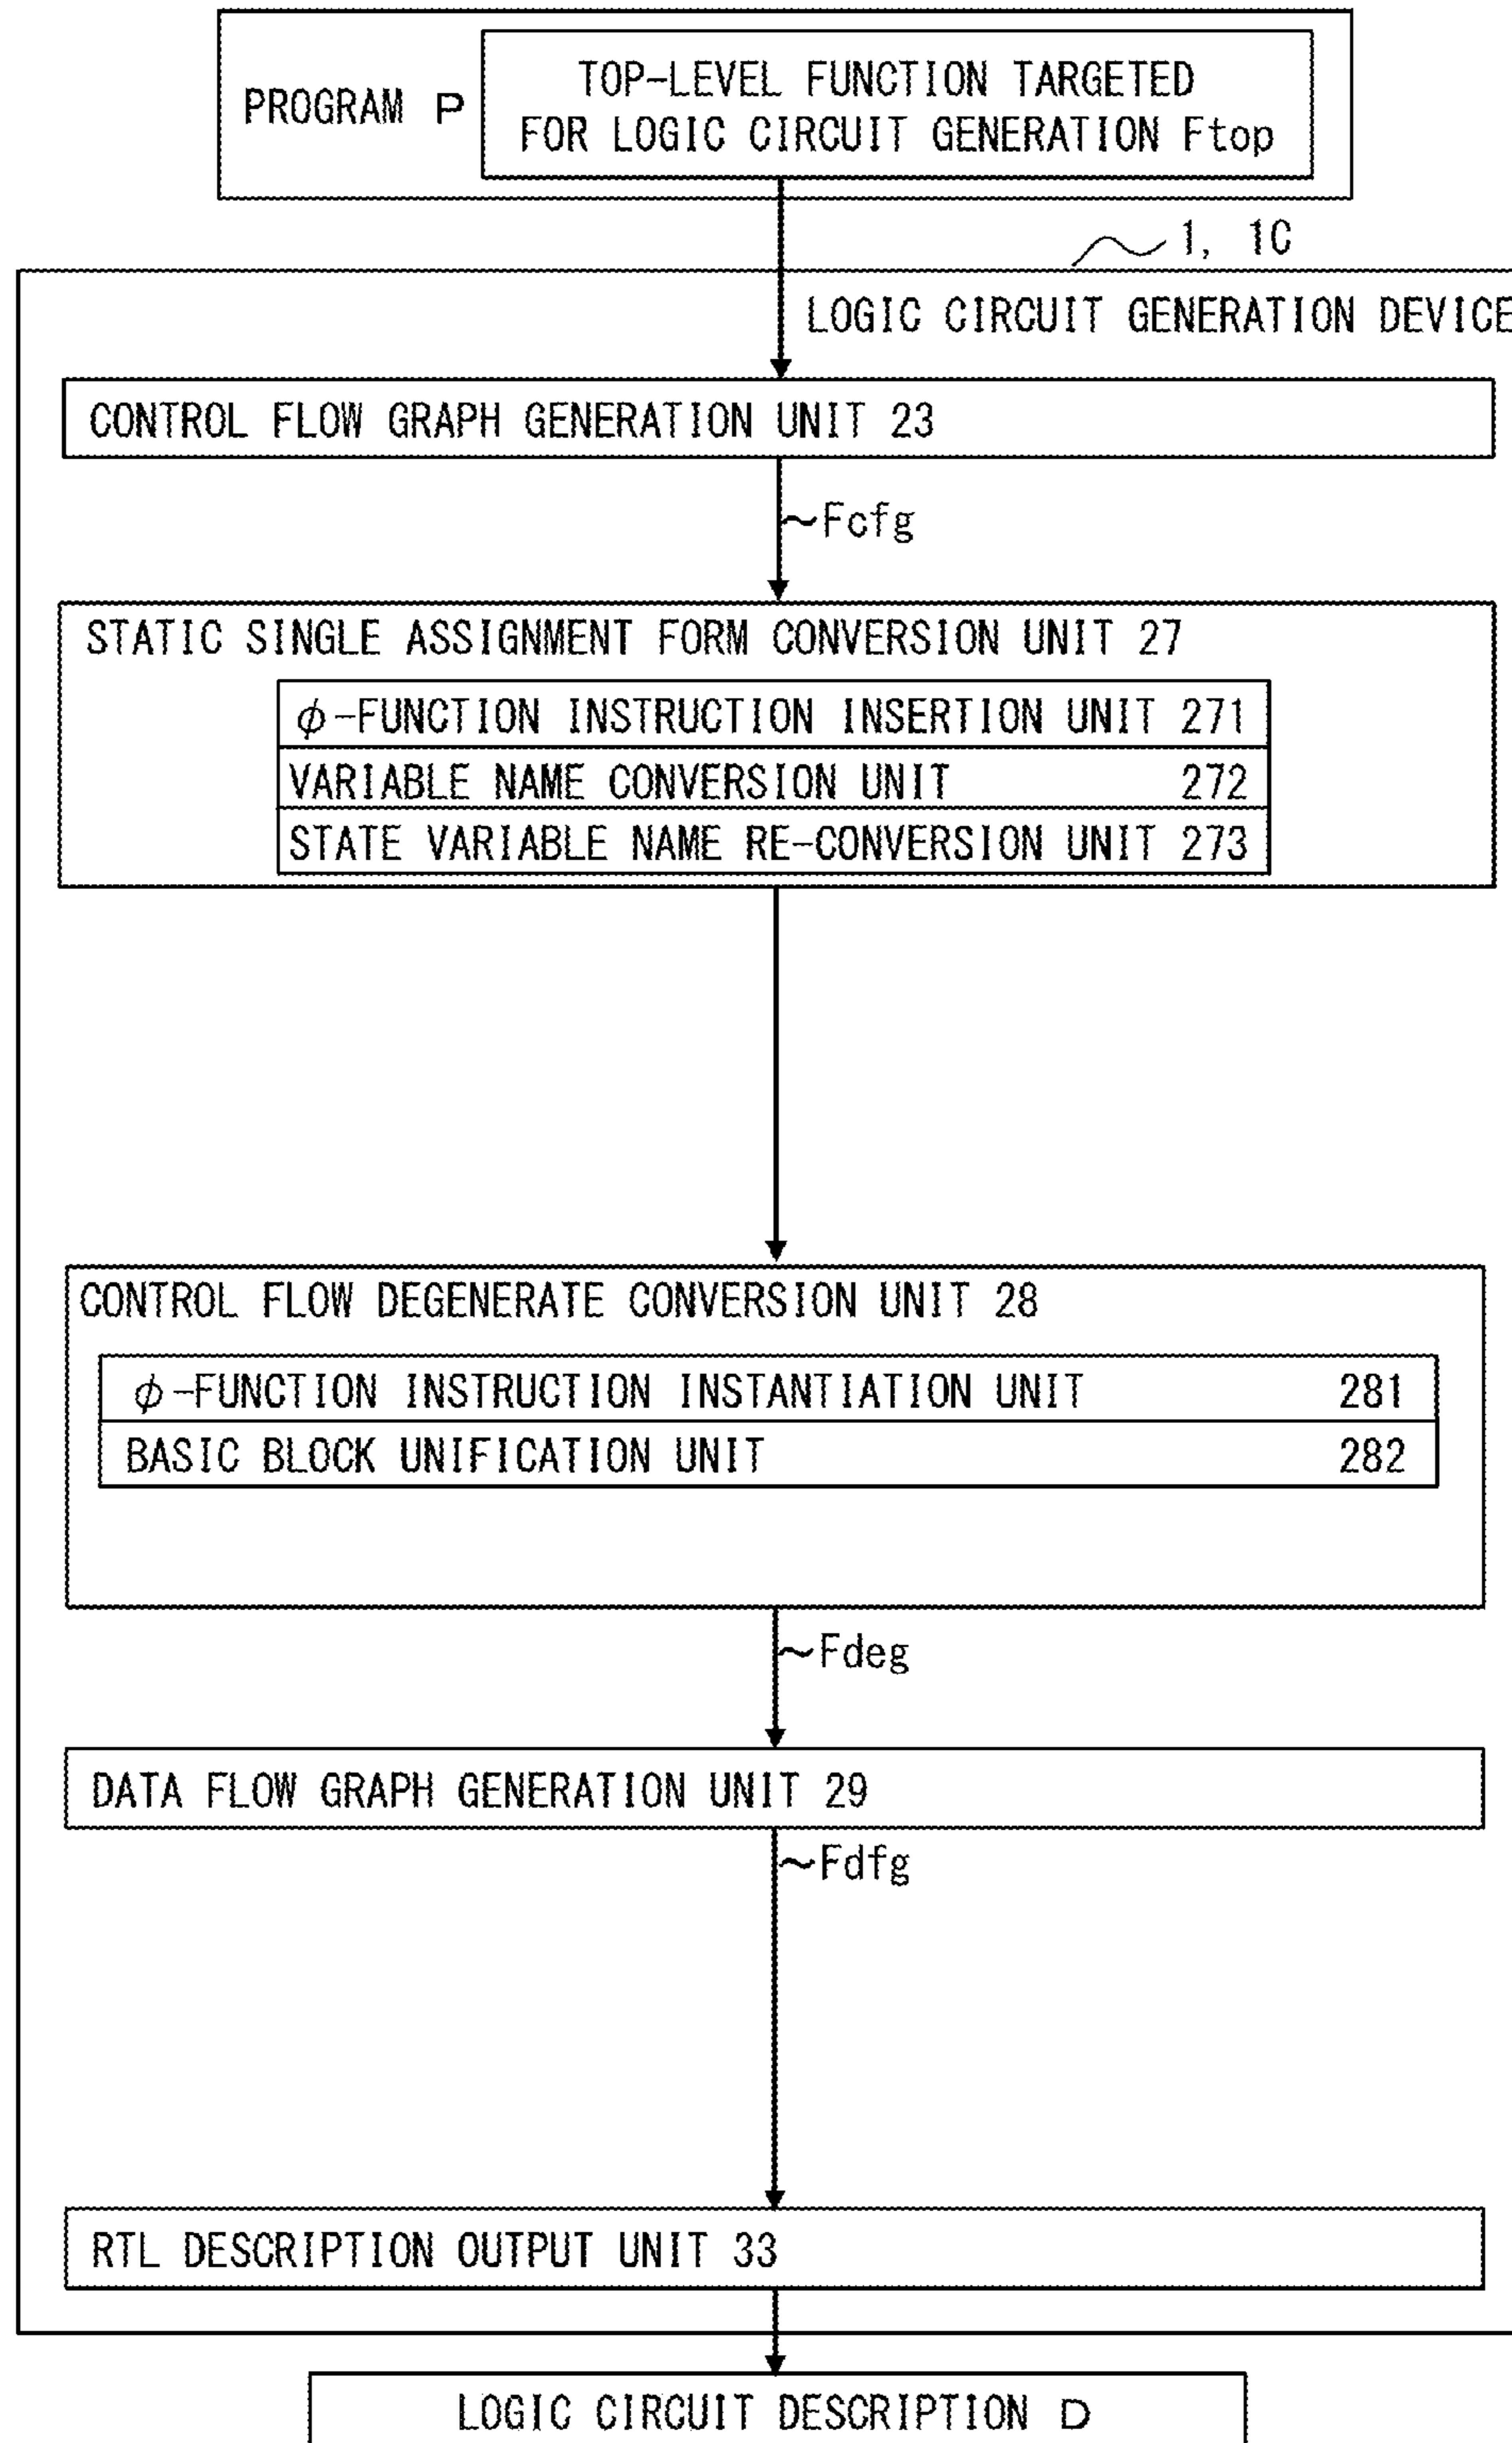 PROGRAM P
TOP-LEVEL FUNCTION TARGETED
FOR LOGIC CIRCUIT GENERATION Ftop
1, 1C
LOGIC CIRCUIT GENERATION DEVICE
CONTROL FLOW GRAPH GENERATION UNIT 23
~Fcfg
STATIC SINGLE ASSIGNMENT FORM CONVERSION UNIT 27
φ-FUNCTION INSTRUCTION INSERTION UNIT 271
VARIABLE NAME CONVERSION UNIT 272
STATE VARIABLE NAME RE-CONVERSION UNIT 273
CONTROL FLOW DEGENERATE CONVERSION UNIT 28
φ-FUNCTION INSTRUCTION INSTANTIATION UNIT 281
BASIC BLOCK UNIFICATION UNIT 282
~Fdeg
DATA FLOW GRAPH GENERATION UNIT 29
~Fdfg
RTL DESCRIPTION OUTPUT UNIT 33
LOGIC CIRCUIT DESCRIPTION D